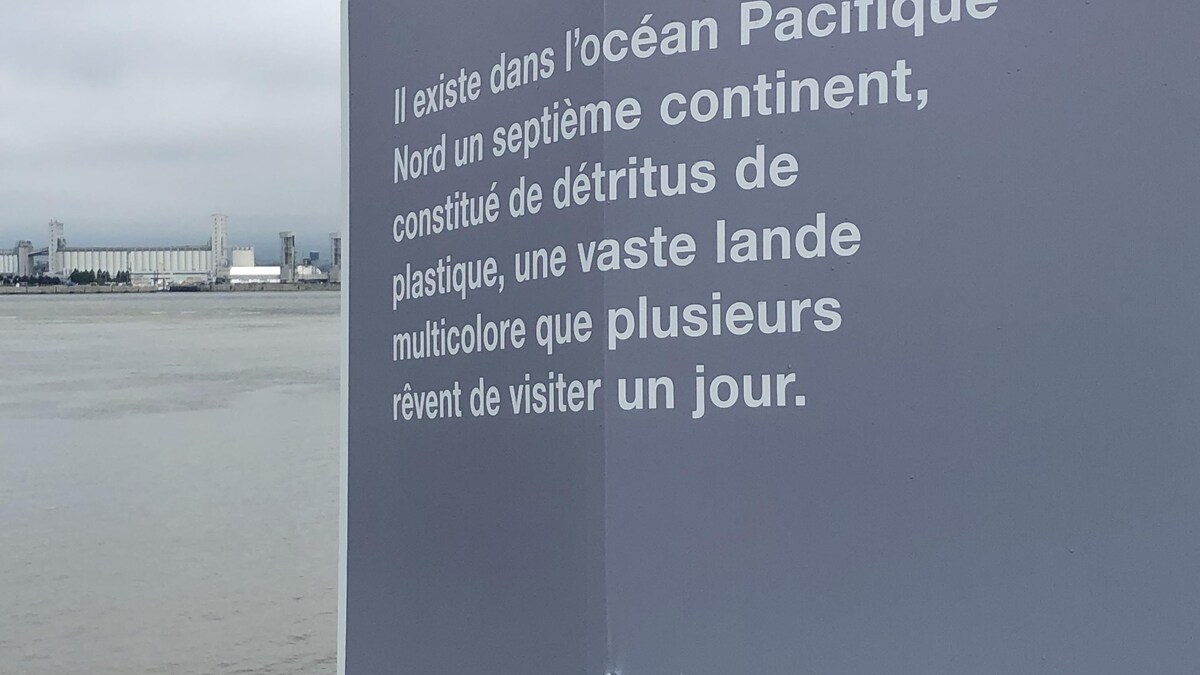 Il existe dans l'océan Pacifique
Nord un septième continent,
constitué de détritus de
plastique, une vaste lande
multicolore que plusieurs
rêvent de visiter un jour.